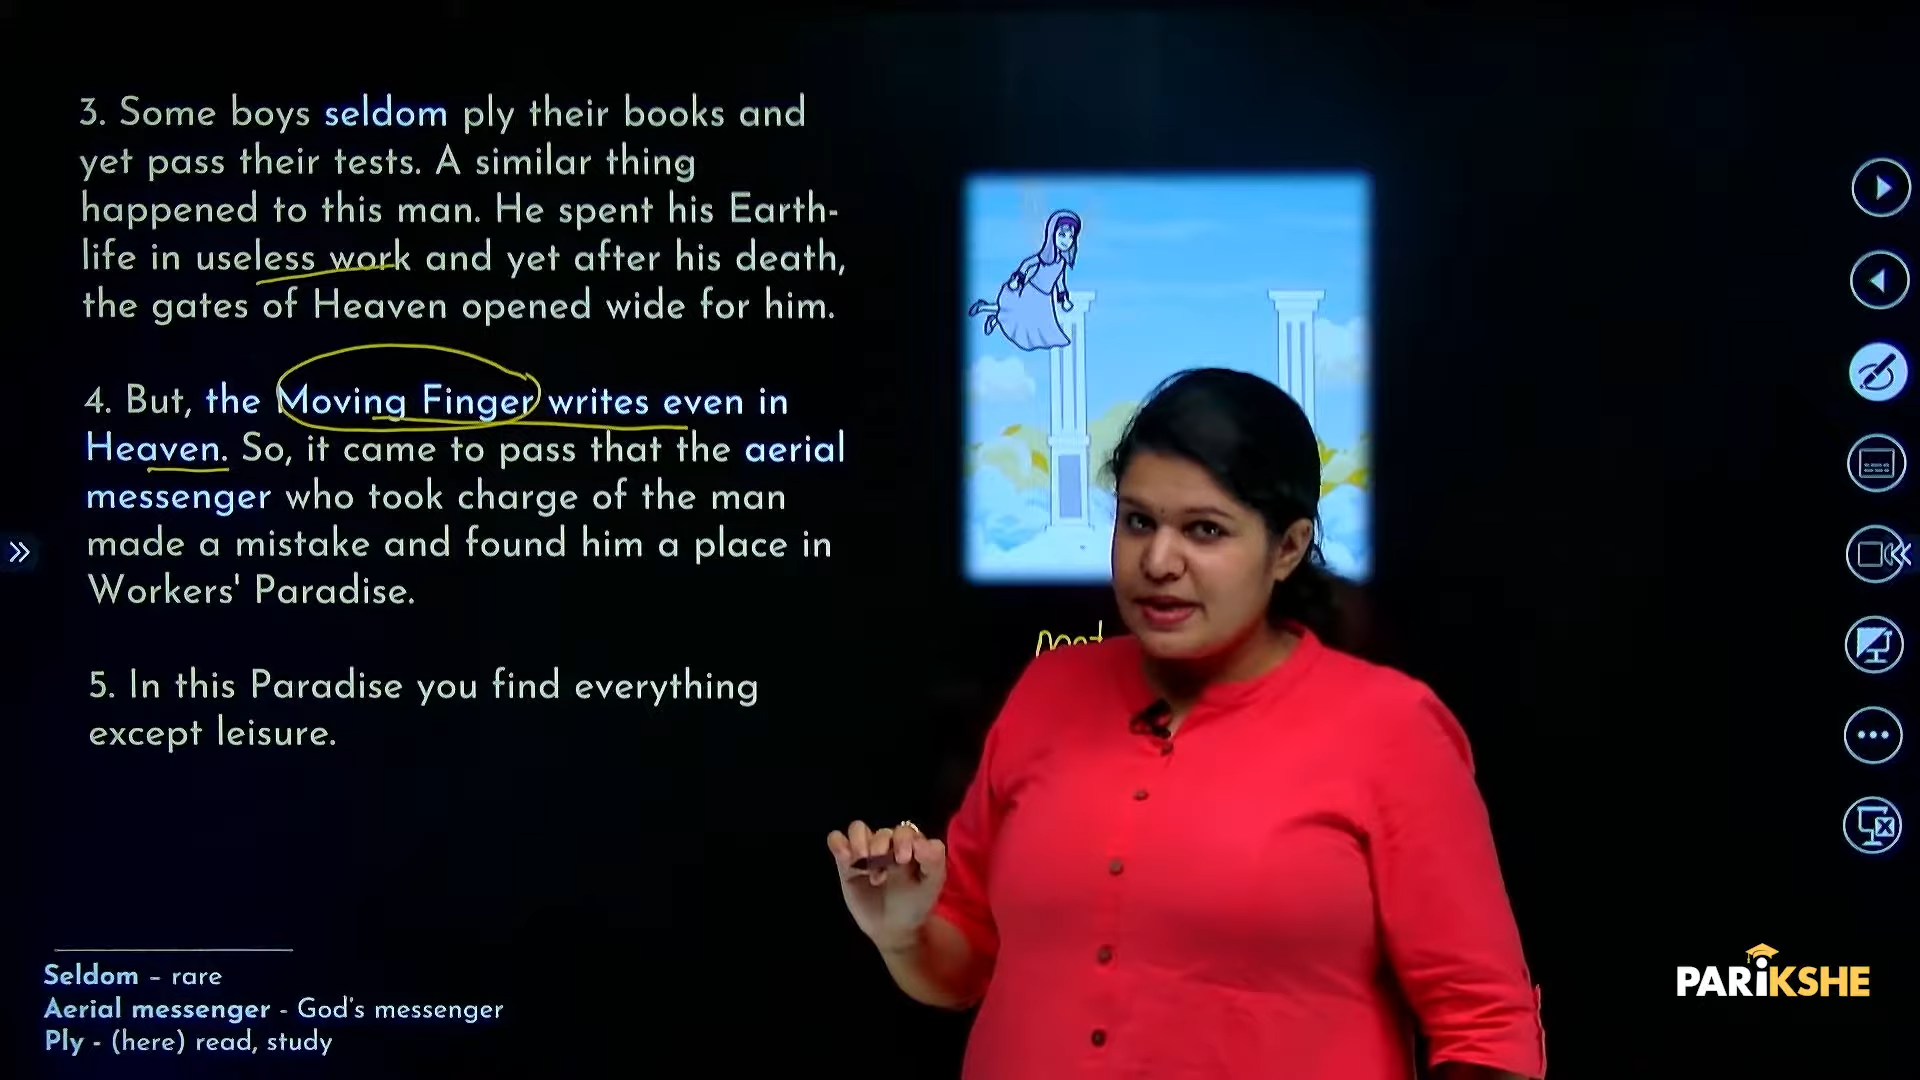 3. Some boys seldom ply their books and
yet pass their tests. A similar thing
happened to this man. He spent his Earth-
life in useless work and yet after his death,
the gates of Heaven opened wide for him.
4. But, the Moving Finger writes even in
Heaven. So, it came to pass that the aerial
messenger who took charge of the man
made a mistake and found him a place in
Workers' Paradise.
5. In this Paradise you find everything
except leisure.
Seldom – rare
Aerial messenger - God's messenger
Ply - (here) read, study
PARIKSHE